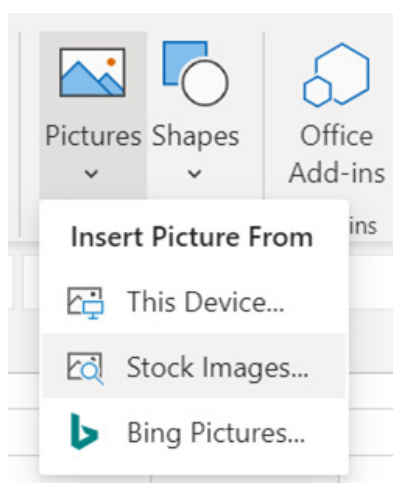 Pictures Shapes Office
Add-ins
ins
Insert Picture From
This Device...
Stock Images...
Bing Pictures...